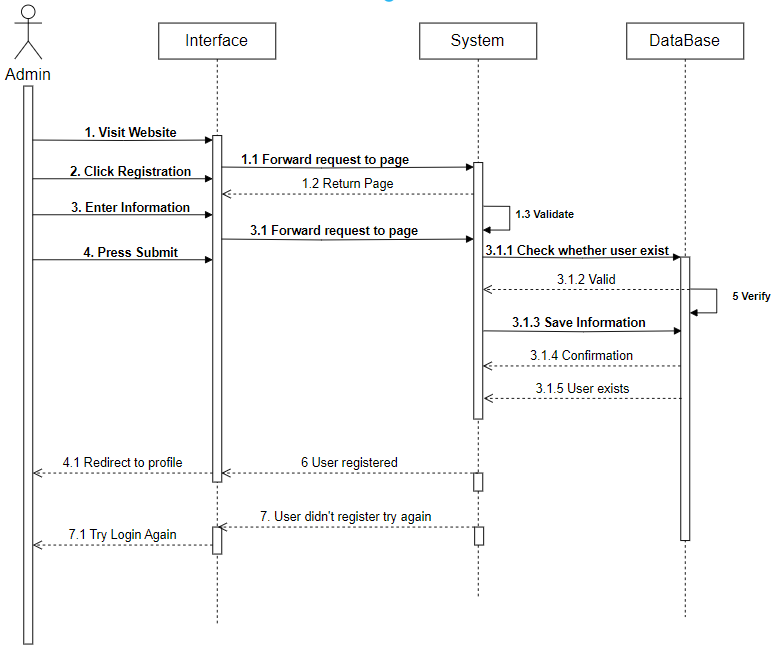 Interface
System
DataBase
Admin
1. Visit Website
1.1 Forward request to page
2. Click Registration
1.2 Return Page
3. Enter Information
1.3 Validate
3.1 Forward request to page
4. Press Submit
3.1.1 Check whether user exist
3.1.2 Valid
5 Verify
3.1.3 Save Information
3.1.4 Confirmation
3.1.5 User exists
4.1 Redirect to profile
6 User registered
7. User didn't register try again
7.1 Try Login Again